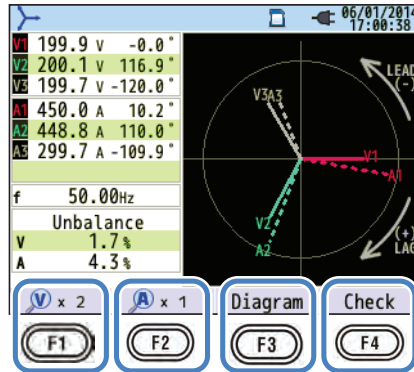 06/01/2014
17:00:38
V1 199.9 V -0.0°
V2 200.1 V 116.9°
V3 199.7 V -120.0°
A1 450.0 A 10.2°
A2 448.8 A 110.0°
A3 299.7 A -109.9°
f 50.00Hz
Unbalance
V 1.7%
A 4.3%
LEAD
(-)
V3A3
V1
A1
V2
A2
(+)
LAG
V x 2
A x 1
Diagram
Check
F1
F2
F3
F4